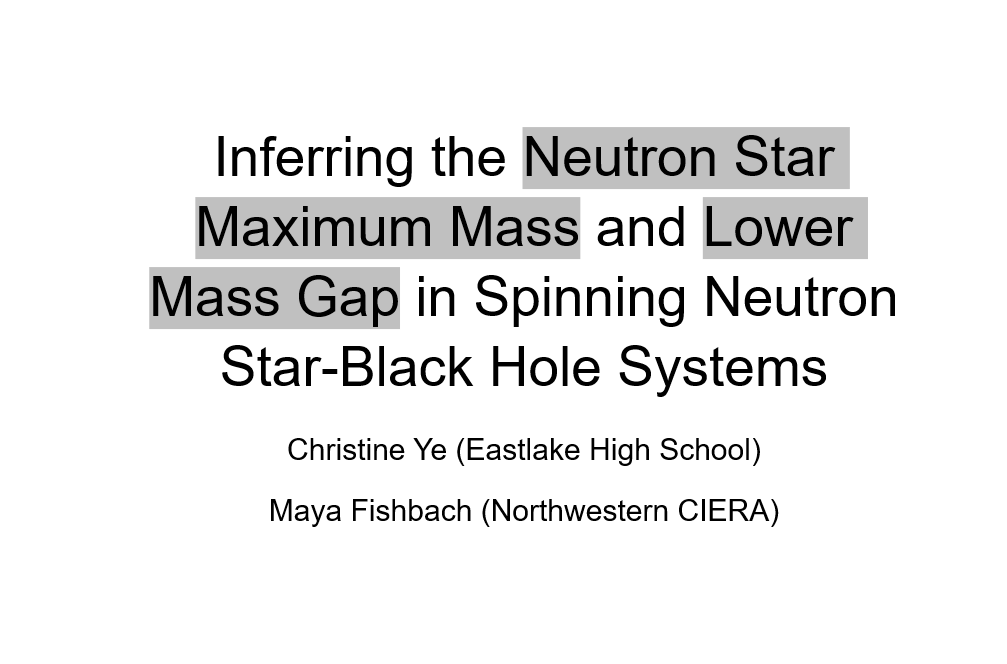 Inferring the Neutron Star
Maximum Mass and Lower
Mass Gap in Spinning Neutron
Star-Black Hole Systems
Christine Ye (Eastlake High School)
Maya Fishbach (Northwestern CIERA)